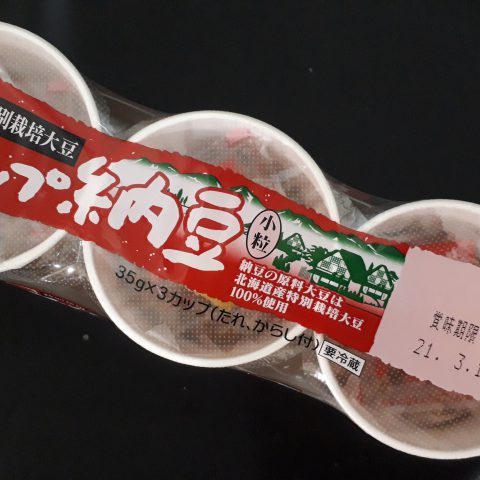 別栽培大豆
プ納豆
小粒
納豆の原料大豆は
北海道産特別栽培大豆
100%使用
35g×3カップ(たれ、からし付)
要冷蔵
賞味期限
21. 3.1